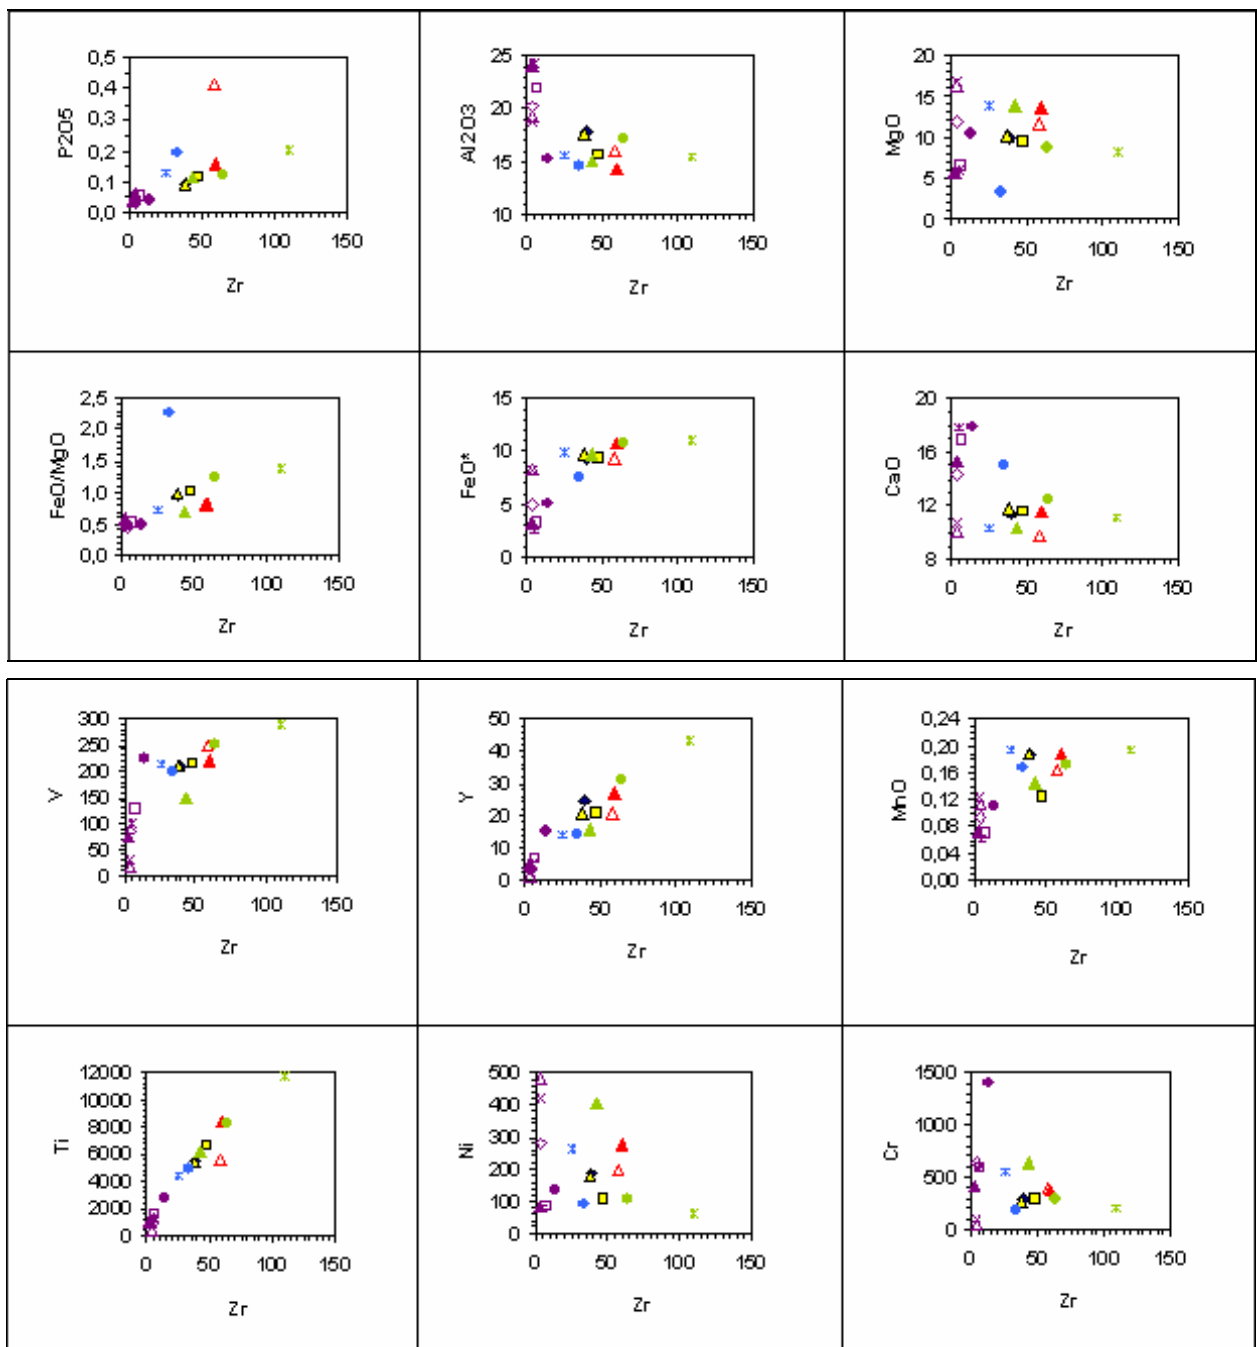 0,5
0,4
0,3
0,2
0,1
0,0
P2O5
0 50 100 150
Zr
25
20
15
10
Al2O3
0 50 100 150
Zr
20
15
10
5
0
MgO
0 50 100 150
Zr
2,5
2,0
1,5
1,0
0,5
0,0
FeO/MgO
0 50 100 150
Zr
15
10
5
0
FeO*
0 50 100 150
Zr
20
16
12
8
CaO
0 50 100 150
Zr
300
250
200
150
100
50
0
V
0 50 100 150
Zr
50
40
30
20
10
0
Y
0 50 100 150
Zr
0,24
0,20
0,16
0,12
0,08
0,04
0,00
MnO
0 50 100 150
Zr
12000
10000
8000
6000
4000
2000
0
Ti
0 50 100 150
Zr
500
400
300
200
100
0
Ni
0 50 100 150
Zr
1500
1000
500
0
Cr
0 50 100 150
Zr